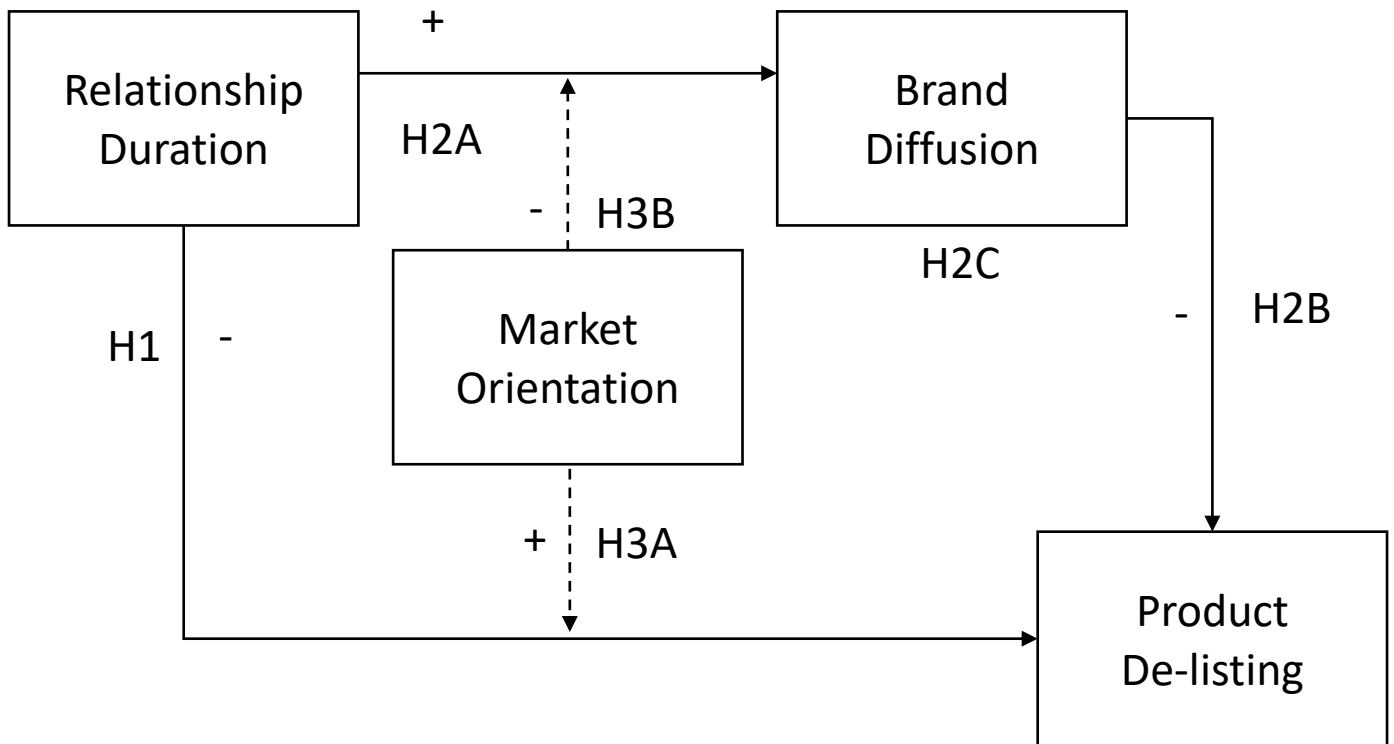 +
Relationship
Duration
Brand
Diffusion
H2A
- H3B
H2C
H1 -
Market
Orientation
- H2B
+ H3A
Product
De-listing